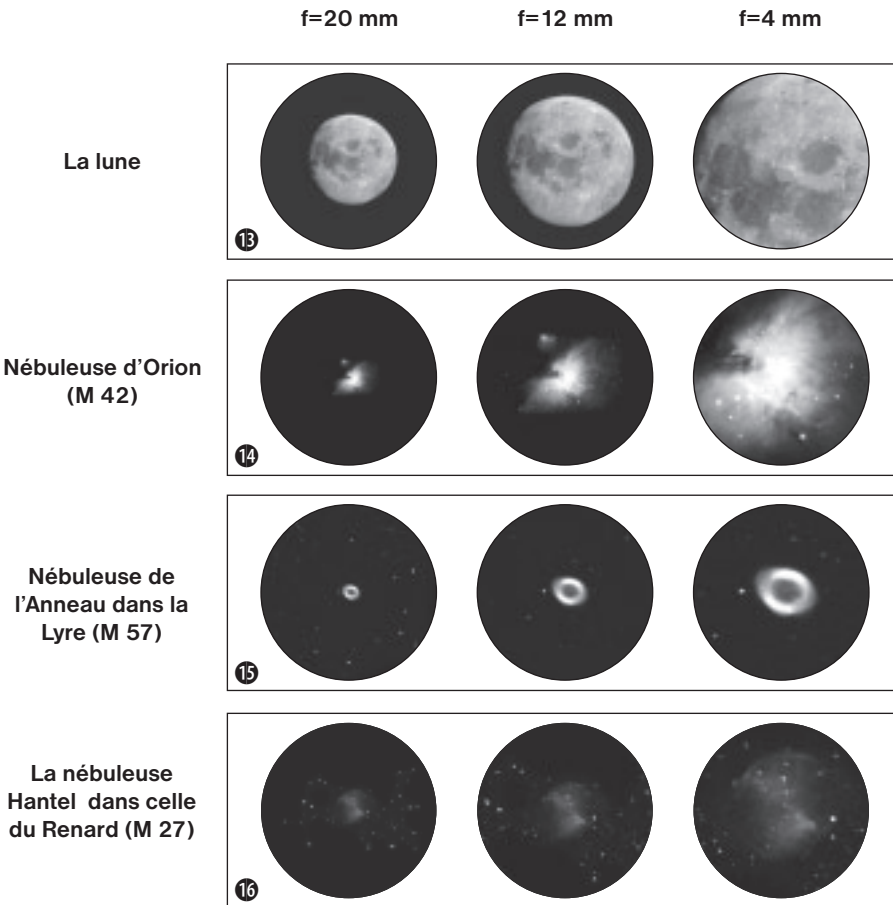 f=20 mm
f=12 mm
f=4 mm
La lune
13
Nébuleuse d'Orion
(M 42)
14
Nébuleuse de
l'Anneau dans la
Lyre (M 57)
15
La nébuleuse
Hantel dans celle
du Renard (M 27)
16